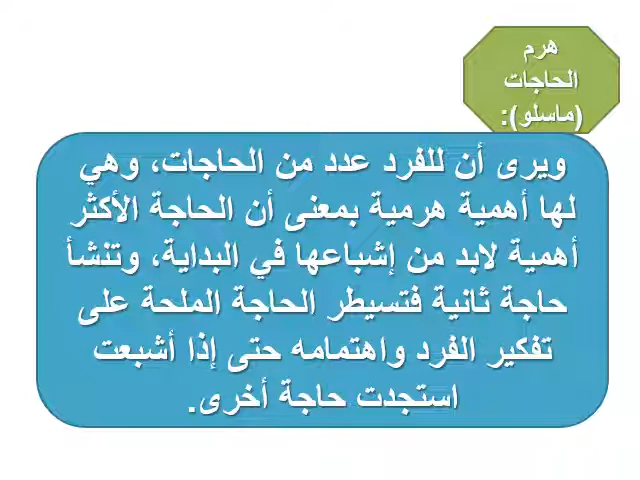 هرم
الحاجات
(ماسلو):
ويرى أن للفرد عدد من الحاجات، وهي
لها أهمية هرمية بمعنى أن الحاجة الأكثر
أهمية لابد من إشباعها في البداية، وتنشأ
حاجة ثانية فتسيطر الحاجة الملحة على
تفكير الفرد واهتمامه حتى إذا أشبعت
استجدت حاجة أخرى.